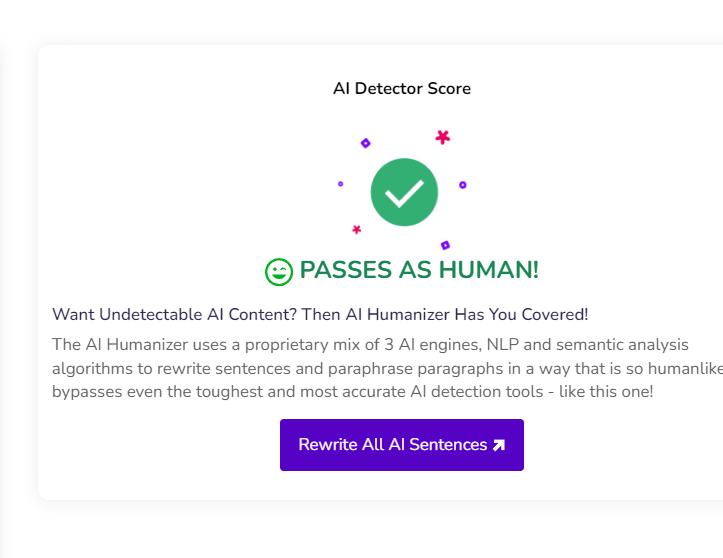 AI Detector Score
PASSES AS HUMAN!
Want Undetectable AI Content? Then AI Humanizer Has You Covered!
The AI Humanizer uses a proprietary mix of 3 AI engines, NLP and semantic analysis
algorithms to rewrite sentences and paraphrase paragraphs in a way that is so humanlike
bypasses even the toughest and most accurate AI detection tools - like this one!
Rewrite All AI Sentences